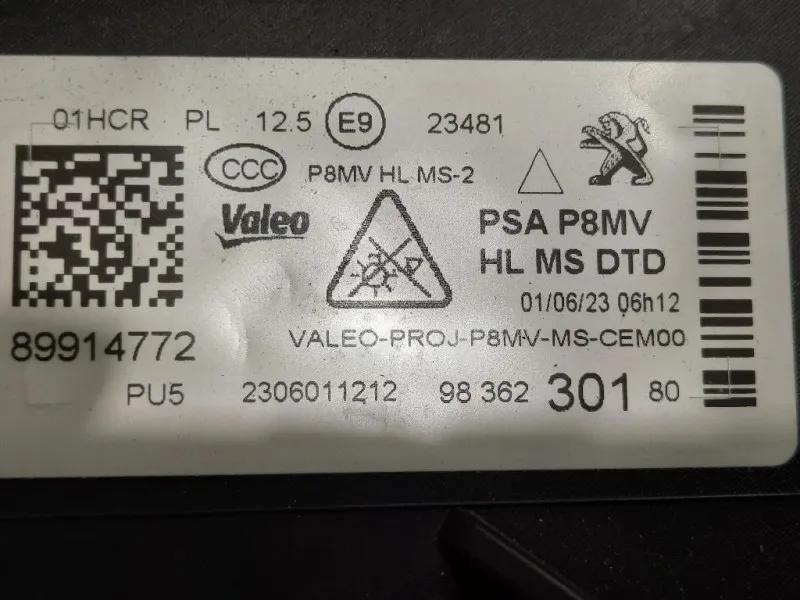 01HCR PL 12.5 E9 23481
CCC P8MV HL MS-2
Valeo PSA P8MV
HL MS DTD
01/06/23 06h12
89914772 VALEO-PROJ-P8MV-MS-CEM00
PU5 2306011212 98 362 301 80